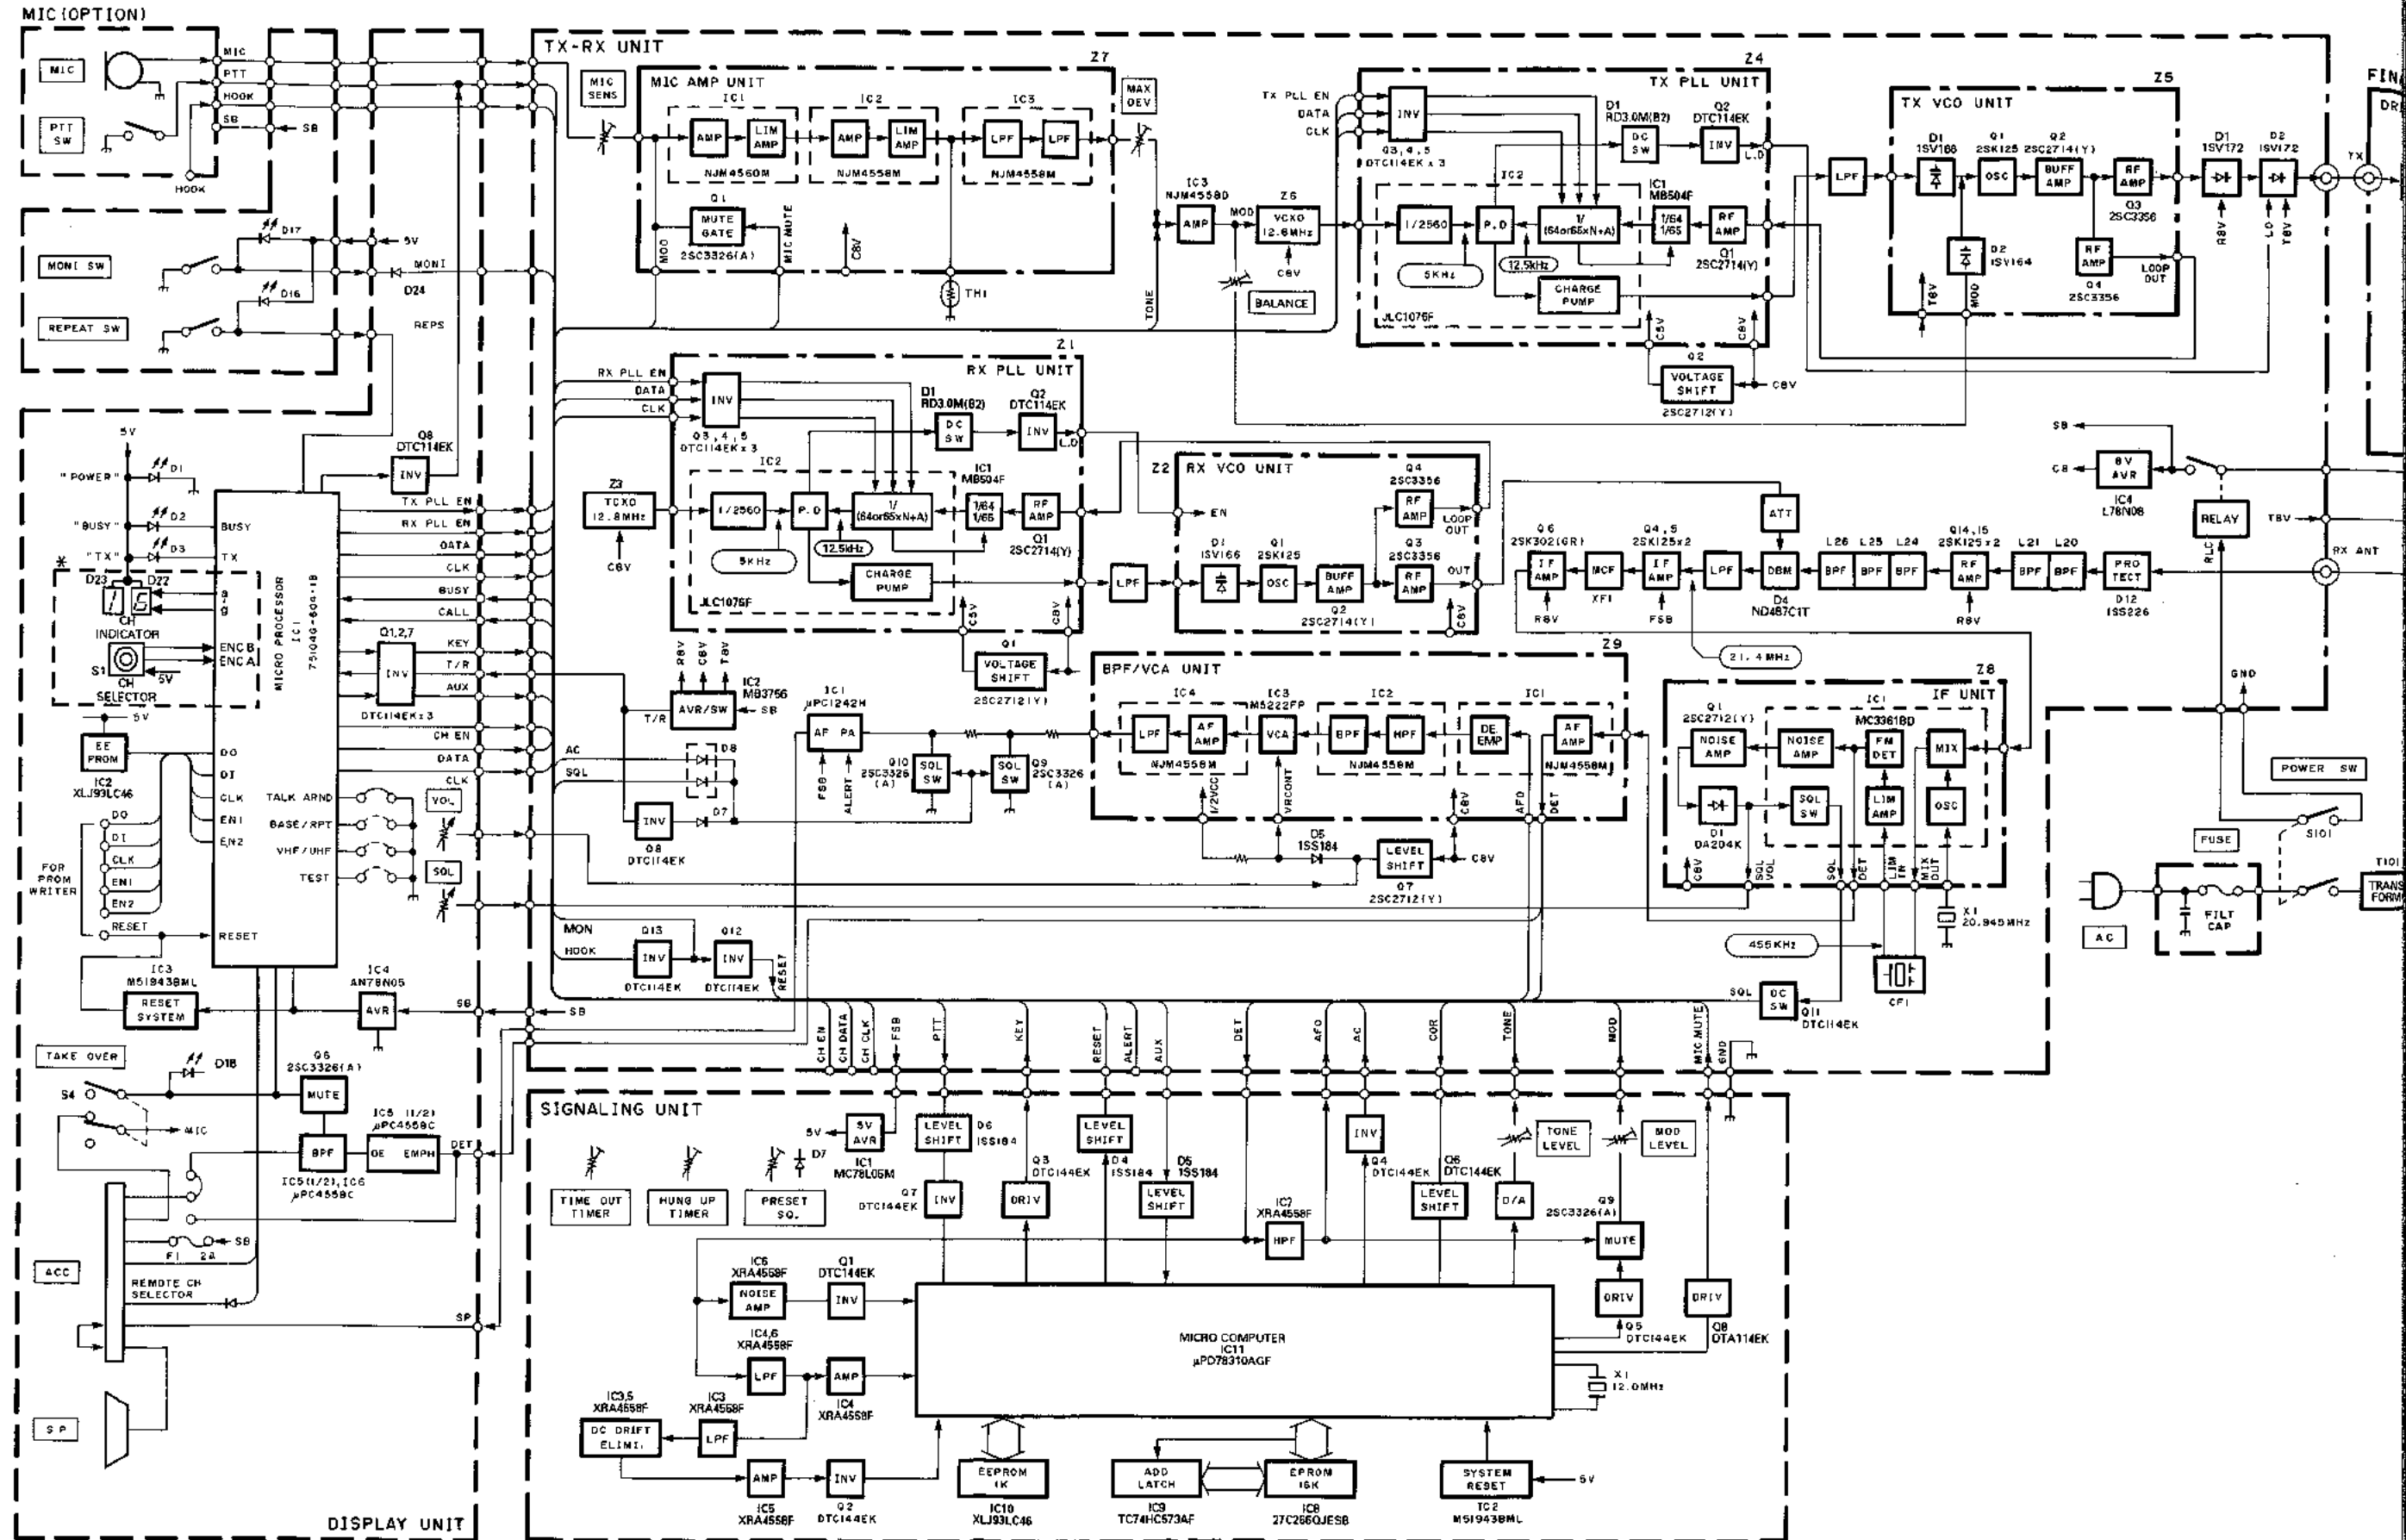 MIC(OPTION)
MIC
PTT SW
MIC
PTT
HOOK
SB
SB
HOOK
MONI SW
D17
5V
MONI
D24
D16
REPEAT SW
REPS
TX-RX UNIT
MIC SENS
Z7
MIC AMP UNIT
IC1
AMP
LIM AMP
NJM4560M
IC2
AMP
LIM AMP
NJM4558M
IC3
LPF
LPF
NJM4558M
Q1
MUTE GATE
2SC3326(A)
MOD
MIC MUTE
C8V
TH1
MAX DEV
TONE
IC3
NJM4558D
AMP
MOD
Z6
VCXO
12.8MHz
C8V
BALANCE
Z4
TX PLL UNIT
TX PLL EN
DATA
CLK
INV
Q3,4,5
DTC114EK x 3
D1
RD3.0M(B2)
DC SW
Q2
DTC114EK
INV
L.D
IC2
1/2560
P.D
1/
(64or65xN+A)
IC1
MB504F
1/64
1/65
RF AMP
Q1
2SC2714(Y)
5KHz
12.5kHz
CHARGE PUMP
JLC1076F
C5V
C8V
Q2
VOLTAGE SHIFT
C8V
2SC2712(Y)
LPF
Z5
TX VCO UNIT
D1
1SV166
Q1
2SK125
OSC
Q2
2SC2714(Y)
BUFF AMP
RF AMP
Q3
2SC3356
D2
1SV164
RF AMP
Q4
2SC3356
LOOP OUT
T8V
MOD
D1
1SV172
D2
1SV172
R8V
LD
T8V
TX
FINA
DR
Z1
RX PLL UNIT
RX PLL EN
DATA
CLK
INV
Q3,4,5
DTC114EK x 3
D1
RD3.0M(B2)
DC SW
Q2
DTC114EK
INV
L.D
IC2
Z3
TCXO
12.8MHz
C8V
1/2560
P.D
1/
(64or65xN+A)
IC1
MB504F
1/64
1/65
RF AMP
Q1
2SC2714(Y)
5KHz
12.5kHz
CHARGE PUMP
JLC1076F
C5V
C8V
Q1
VOLTAGE SHIFT
2SC2712(Y)
LPF
Z2
RX VCO UNIT
EN
D1
1SV166
Q1
2SK125
OSC
BUFF AMP
Q2
2SC2714(Y)
Q4
2SC3356
RF AMP
LOOP OUT
Q3
2SC3356
RF AMP
OUT
C8V
ATT
Q6
2SK302(GR)
IF AMP
R8V
MCF
XF1
Q4,5
2SK125x2
IF AMP
FSB
LPF
DBM
D4
ND487C1T
21.4MHz
L26
L25
L24
BPF
BPF
BPF
Q14,15
2SK125x2
RF AMP
R8V
L21
L20
BPF
BPF
PRO TECT
D12
1SS226
RX ANT
SB
C8
8V AVR
IC4
L78N08
RELAY
RLC
T8V
GND
5V
"POWER"
D1
"BUSY"
D2
"TX"
D3
*
D23
D22
CH INDICATOR
S1
CH SELECTOR
5V
Q8
DTC114EK
INV
BUSY
TX
a
g
ENC B
ENC A
MICRO PROCESSOR
IC1
75104G-604-1B
TX PLL EN
RX PLL EN
DATA
CLK
BUSY
CALL
KEY
T/R
AUX
Q1,2,7
INV
DTC114EKx3
CH EN
DATA
CLK
5V
EE PROM
IC2
XLJ93LC46
DO
DI
CLK
EN1
EN2
TALK ARND
BASE/RPT
VHF/UHF
TEST
VOL
SQL
FOR PROM WRITER
DO
DI
CLK
EN1
EN2
RESET
RESET
IC3
M51943BML
RESET SYSTEM
IC4
AN78N05
AVR
SB
SB
R8V
C8V
T8V
IC2
MB3756
AVR/SW
SB
T/R
AC
SQL
D8
D7
INV
Q8
DTC114EK
IC1
µPC1242H
AF PA
FSB
ALERT
Q10
2SC3326
(A)
SQL SW
SQL SW
Q9
2SC3326
(A)
Z9
BPF/VCA UNIT
IC4
LPF
AF AMP
NJM4558M
IC3
M5222FP
VCA
IC2
BPF
HPF
NJM4558M
IC1
DE. EMP
AF AMP
NJM4558M
1/2VCC
VRCONT
C8V
AFO
DET
D5
1SS184
LEVEL SHIFT
C8V
Q7
2SC2712(Y)
Z8
IF UNIT
IC1
MC3361BD
Q1
2SC2712(Y)
NOISE AMP
NOISE AMP
FM DET
MIX
D1
DA204K
SQL SW
LIM AMP
OSC
C8V
SQL VOL
SQL
DET
LIM IN
MIX OUT
X1
20.945MHz
455KHz
CF1
POWER SW
S101
FUSE
AC
FILT CAP
T101
TRANS
FORM
MON
HOOK
Q13
INV
DTC114EK
Q12
INV
DTC114EK
RESET
SB
SQL
DC SW
Q11
DTC114EK
CH EN
CH DATA
CH CLK
FSB
PTT
KEY
RESET
ALERT
AUX
DET
AFO
AC
COR
TONE
MOD
MIC MUTE
GND
TAKE OVER
S4
D18
MIC
Q6
2SC3326(A)
MUTE
BPF
IC5(1/2),IC6
µPC4558C
IC5 (1/2)
µPC4558C
DE EMPH
DET
F1 2A
SB
ACC
REMOTE CH SELECTOR
SP
SP
DISPLAY UNIT
SIGNALING UNIT
TIME OUT TIMER
HUNG UP TIMER
D7
PRESET SQ.
5V
5V AVR
IC1
MC78L05M
LEVEL SHIFT
D6
1SS184
Q7
DTC144EK
INV
Q3
DTC144EK
DRIV
LEVEL SHIFT
D4
1SS184
D5
1SS184
LEVEL SHIFT
IC7
XRA4558F
HPF
INV
Q4
DTC144EK
Q6
DTC144EK
LEVEL SHIFT
TONE LEVEL
D/A
MOD LEVEL
Q9
2SC3326(A)
MUTE
DRIV
Q5
DTC144EK
DRIV
Q8
DTA114EK
IC6
XRA4558F
NOISE AMP
Q1
DTC144EK
INV
IC4,6
XRA4558F
LPF
AMP
IC4
XRA4558F
IC3,5
XRA4558F
DC DRIFT ELIMI.
IC3
XRA4558F
LPF
AMP
IC5
XRA4558F
INV
Q2
DTC144EK
MICRO COMPUTER
IC11
µPD78310AGF
X1
12.0MHz
EEPROM
1K
IC10
XLJ93LC46
ADD LATCH
IC9
TC74HC573AF
EPROM
16K
IC8
27C256QJESB
SYSTEM RESET
5V
IC2
M51943BML